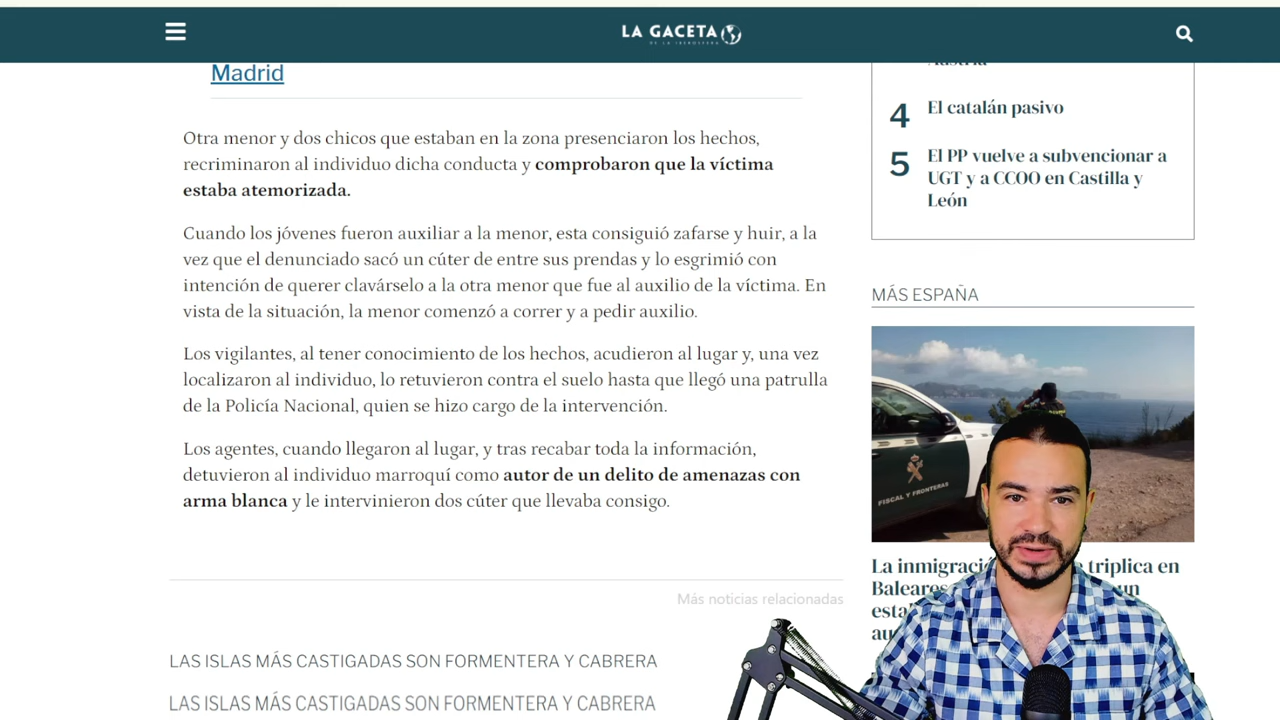 LA GACETA
DE LA IBEROSFERA
Madrid
Otra menor y dos chicos que estaban en la zona presenciaron los hechos,
recriminaron al individuo dicha conducta y comprobaron que la víctima
estaba atemorizada.
Cuando los jóvenes fueron auxiliar a la menor, esta consiguió zafarse y huir, a la
vez que el denunciado sacó un cúter de entre sus prendas y lo esgrimió con
intención de querer clavárselo a la otra menor que fue al auxilio de la víctima. En
vista de la situación, la menor comenzó a correr y a pedir auxilio.
Los vigilantes, al tener conocimiento de los hechos, acudieron al lugar y, una vez
localizaron al individuo, lo retuvieron contra el suelo hasta que llegó una patrulla
de la Policía Nacional, quien se hizo cargo de la intervención.
Los agentes, cuando llegaron al lugar, y tras recabar toda la información,
detuvieron al individuo marroquí como autor de un delito de amenazas con
arma blanca y le intervinieron dos cúter que llevaba consigo.
Más noticias relacionadas
LAS ISLAS MÁS CASTIGADAS SON FORMENTERA Y CABRERA
LAS ISLAS MÁS CASTIGADAS SON FORMENTERA Y CABRERA
Austria
4 El catalán pasivo
5 El PP vuelve a subvencionar a
UGT y a CCOO en Castilla y
León
MÁS ESPAÑA
FISCAL Y FRONTERAS
La triplica en
Baleares un